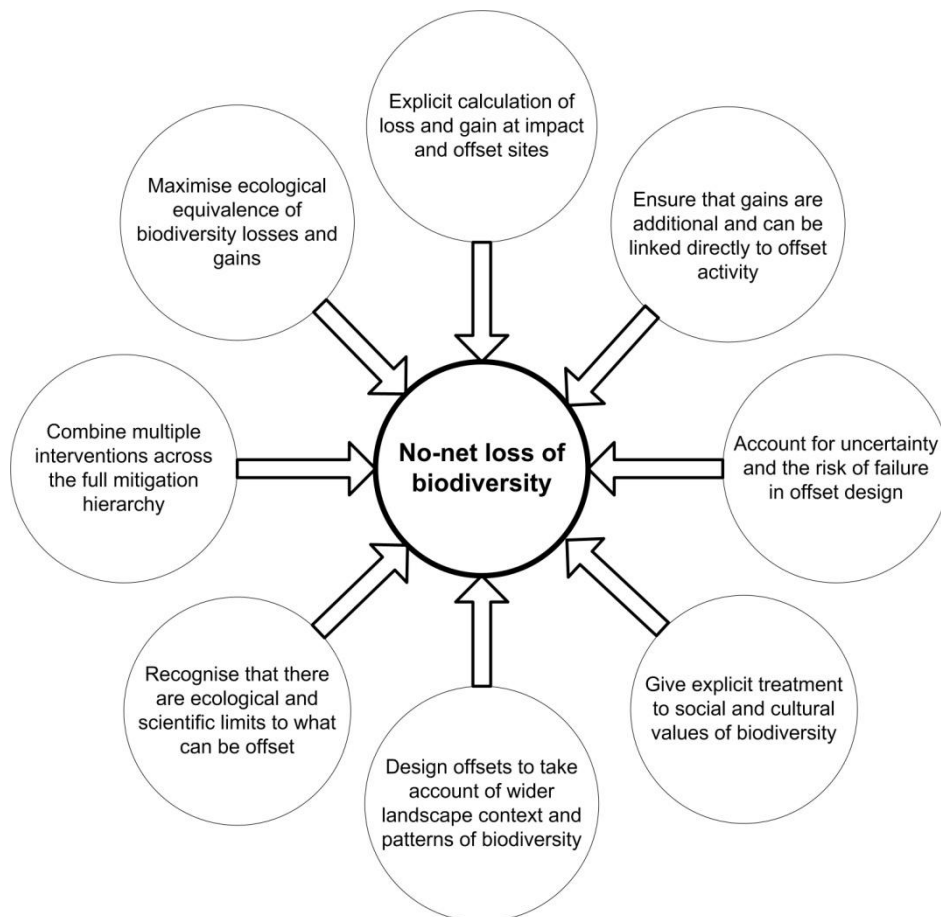 Explicit calculation of
loss and gain at impact
and offset sites
Maximise ecological
equivalence of
biodiversity losses and
gains
Ensure that gains are
additional and can be
linked directly to offset
activity
Combine multiple
interventions across
the full mitigation
hierarchy
No-net loss of
biodiversity
Account for uncertainty
and the risk of failure
in offset design
Recognise that there
are ecological and
scientific limits to what
can be offset
Give explicit treatment
to social and cultural
values of biodiversity
Design offsets to take
account of wider
landscape context and
patterns of biodiversity